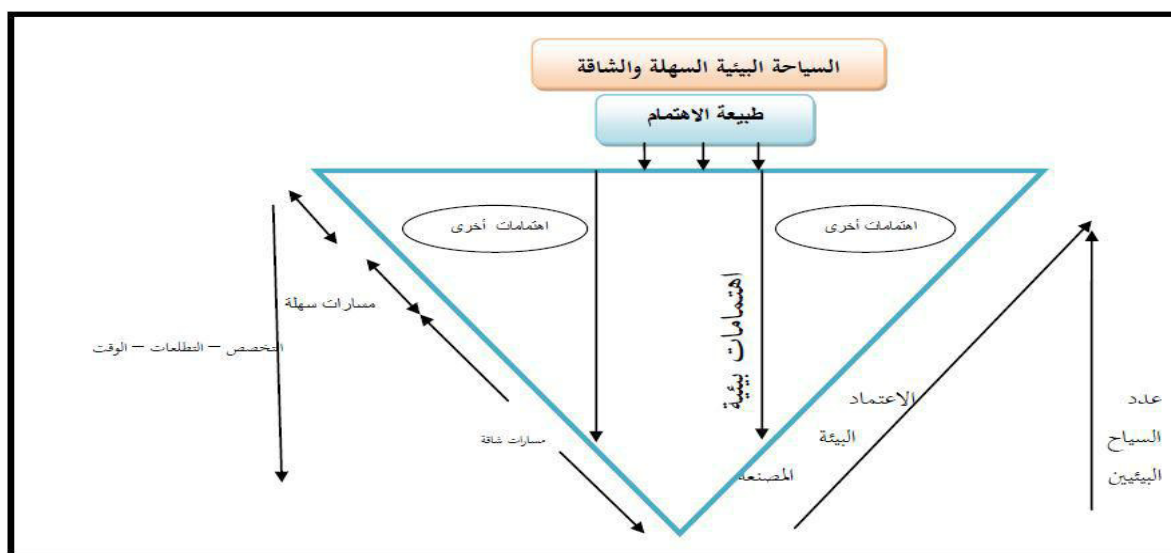 السياحة البيئية السهلة والشاقة
طبيعة الاهتمام
اهتمامات أخرى
اهتمامات أخرى
اهتمامات بيئية
مسارات سهلة
التخصص – التطلعات – الوقت
مسارات شاقة
الاعتماد
البيئة
المصنعة
عدد
السياح
البيئيين